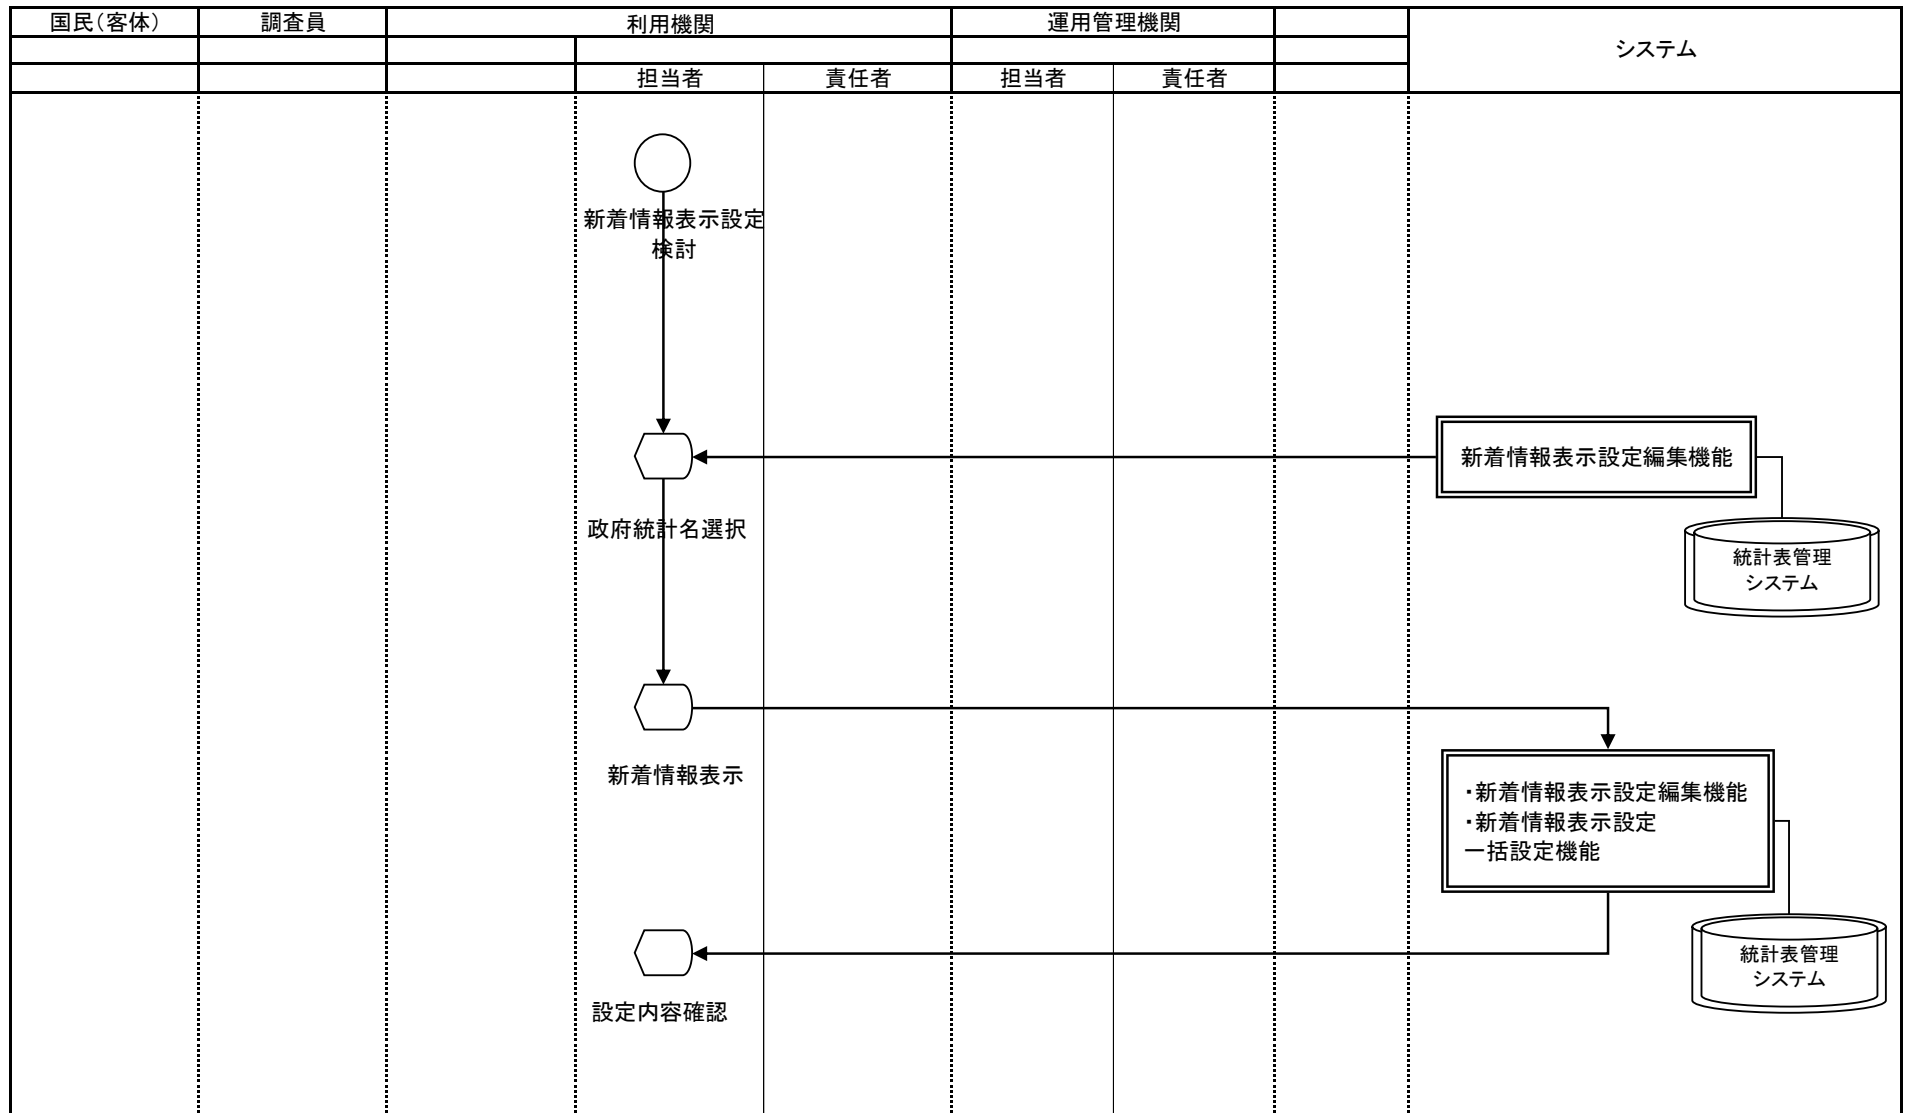 国民(客体)
調査員
利用機関
運用管理機関
システム
担当者
責任者
担当者
責任者
新着情報表示設定
検討
新着情報表示設定編集機能
政府統計名選択
統計表管理
システム
新着情報表示
・新着情報表示設定編集機能
・新着情報表示設定
一括設定機能
統計表管理
システム
設定内容確認